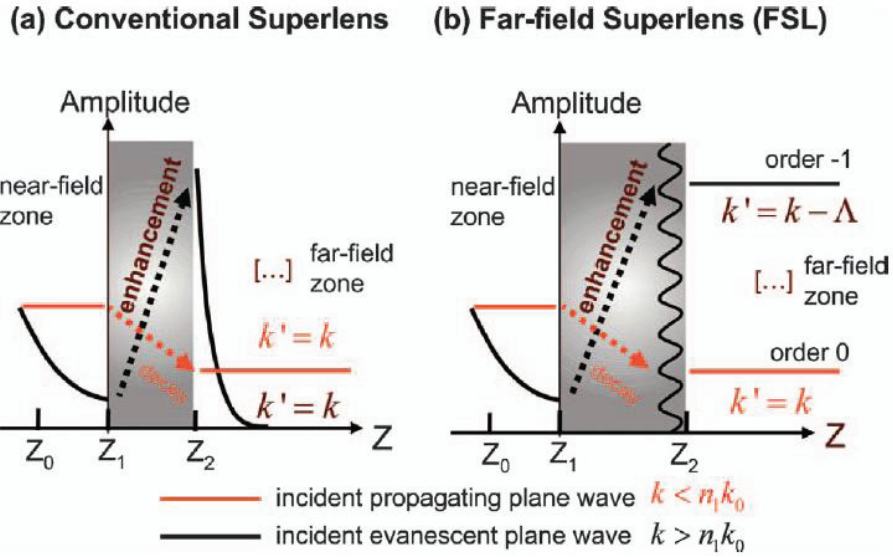 (a) Conventional Superlens
Amplitude
near-field
zone
enhancement
decay
[...] far-field
zone
k' = k
k' = k
Z
Z₀ Z₁ Z₂
(b) Far-field Superlens (FSL)
Amplitude
near-field
zone
enhancement
decay
order -1
k' = k − Λ
[...] far-field
zone
order 0
k' = k
Z
Z₀ Z₁ Z₂
incident propagating plane wave k < n₁k₀
incident evanescent plane wave k > n₁k₀